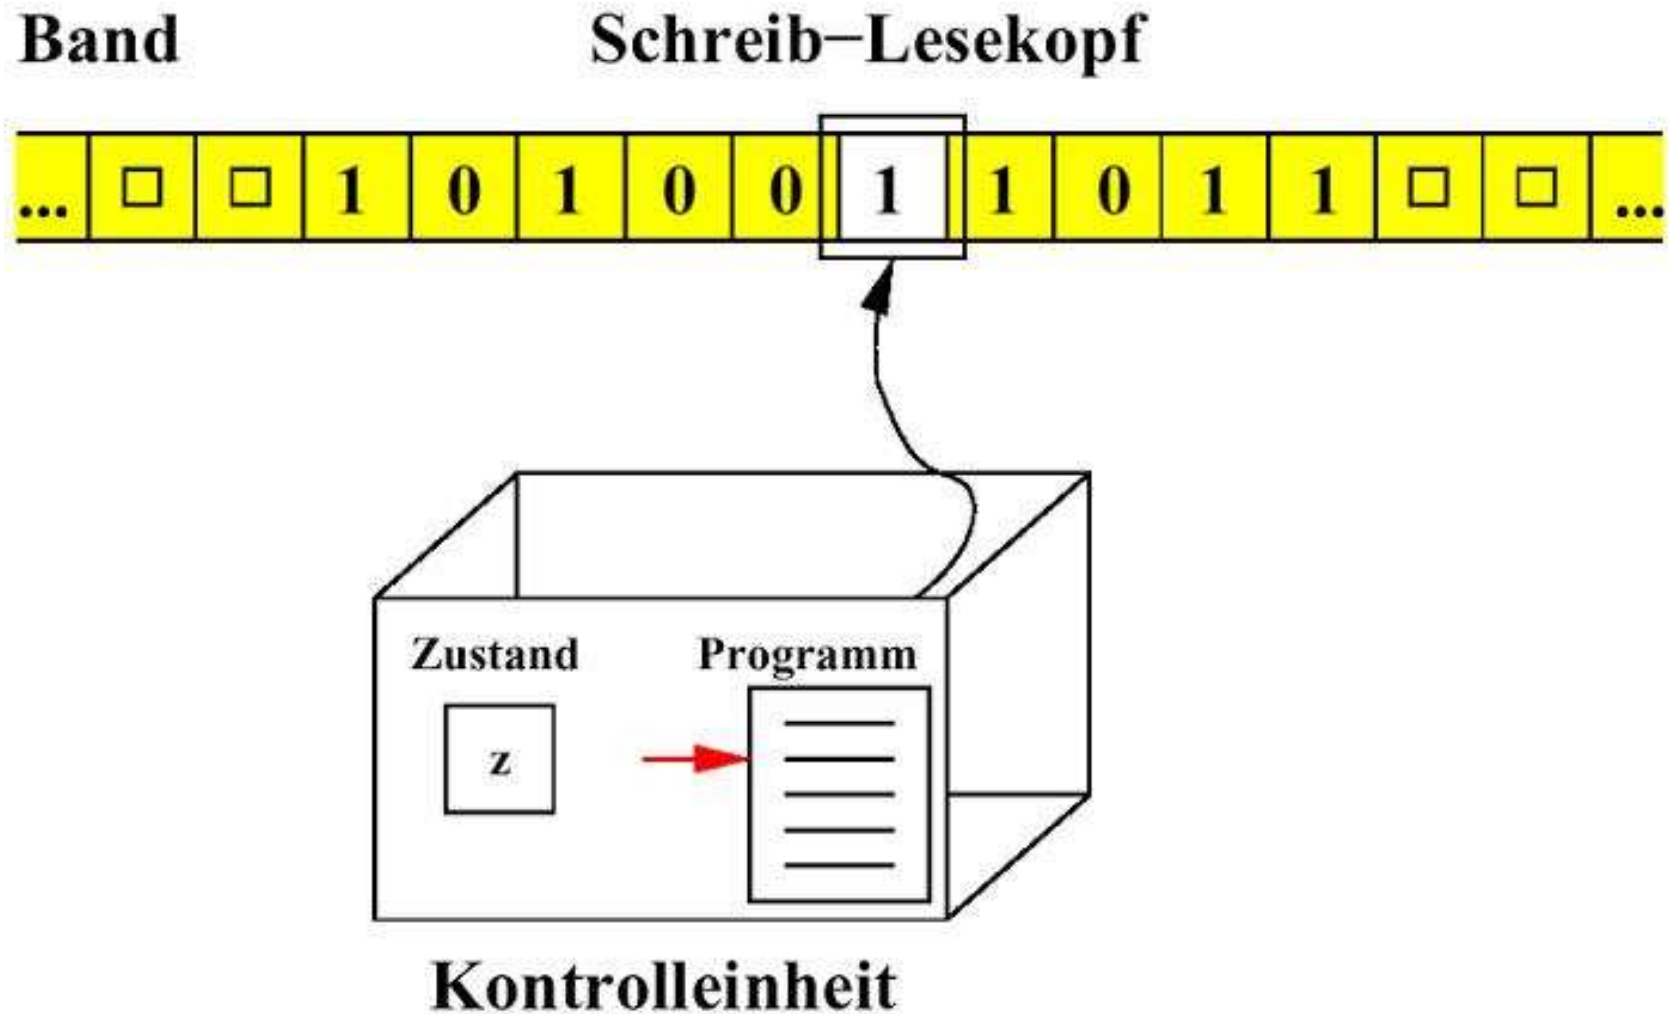 Band Schreib–Lesekopf
... □ □ 1 0 1 0 0 1 1 0 1 1 □ □ ...
Zustand Programm
z
Kontrolleinheit